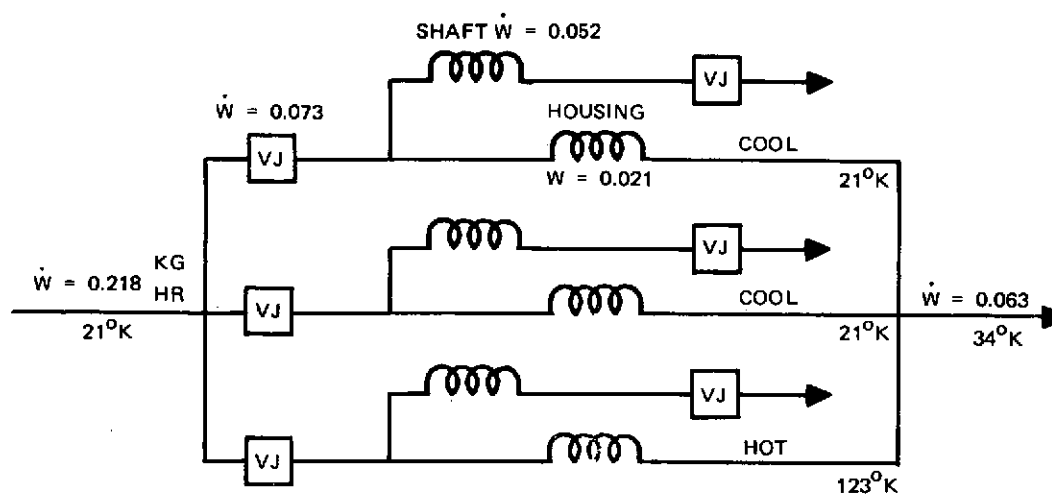 SHAFT Ẇ = 0.052
VJ
Ẇ = 0.073
HOUSING
VJ
COOL
W = 0.021
21°K
VJ
KG
HR
Ẇ = 0.218
VJ
COOL
Ẇ = 0.063
21°K
21°K
34°K
VJ
VJ
HOT
123°K